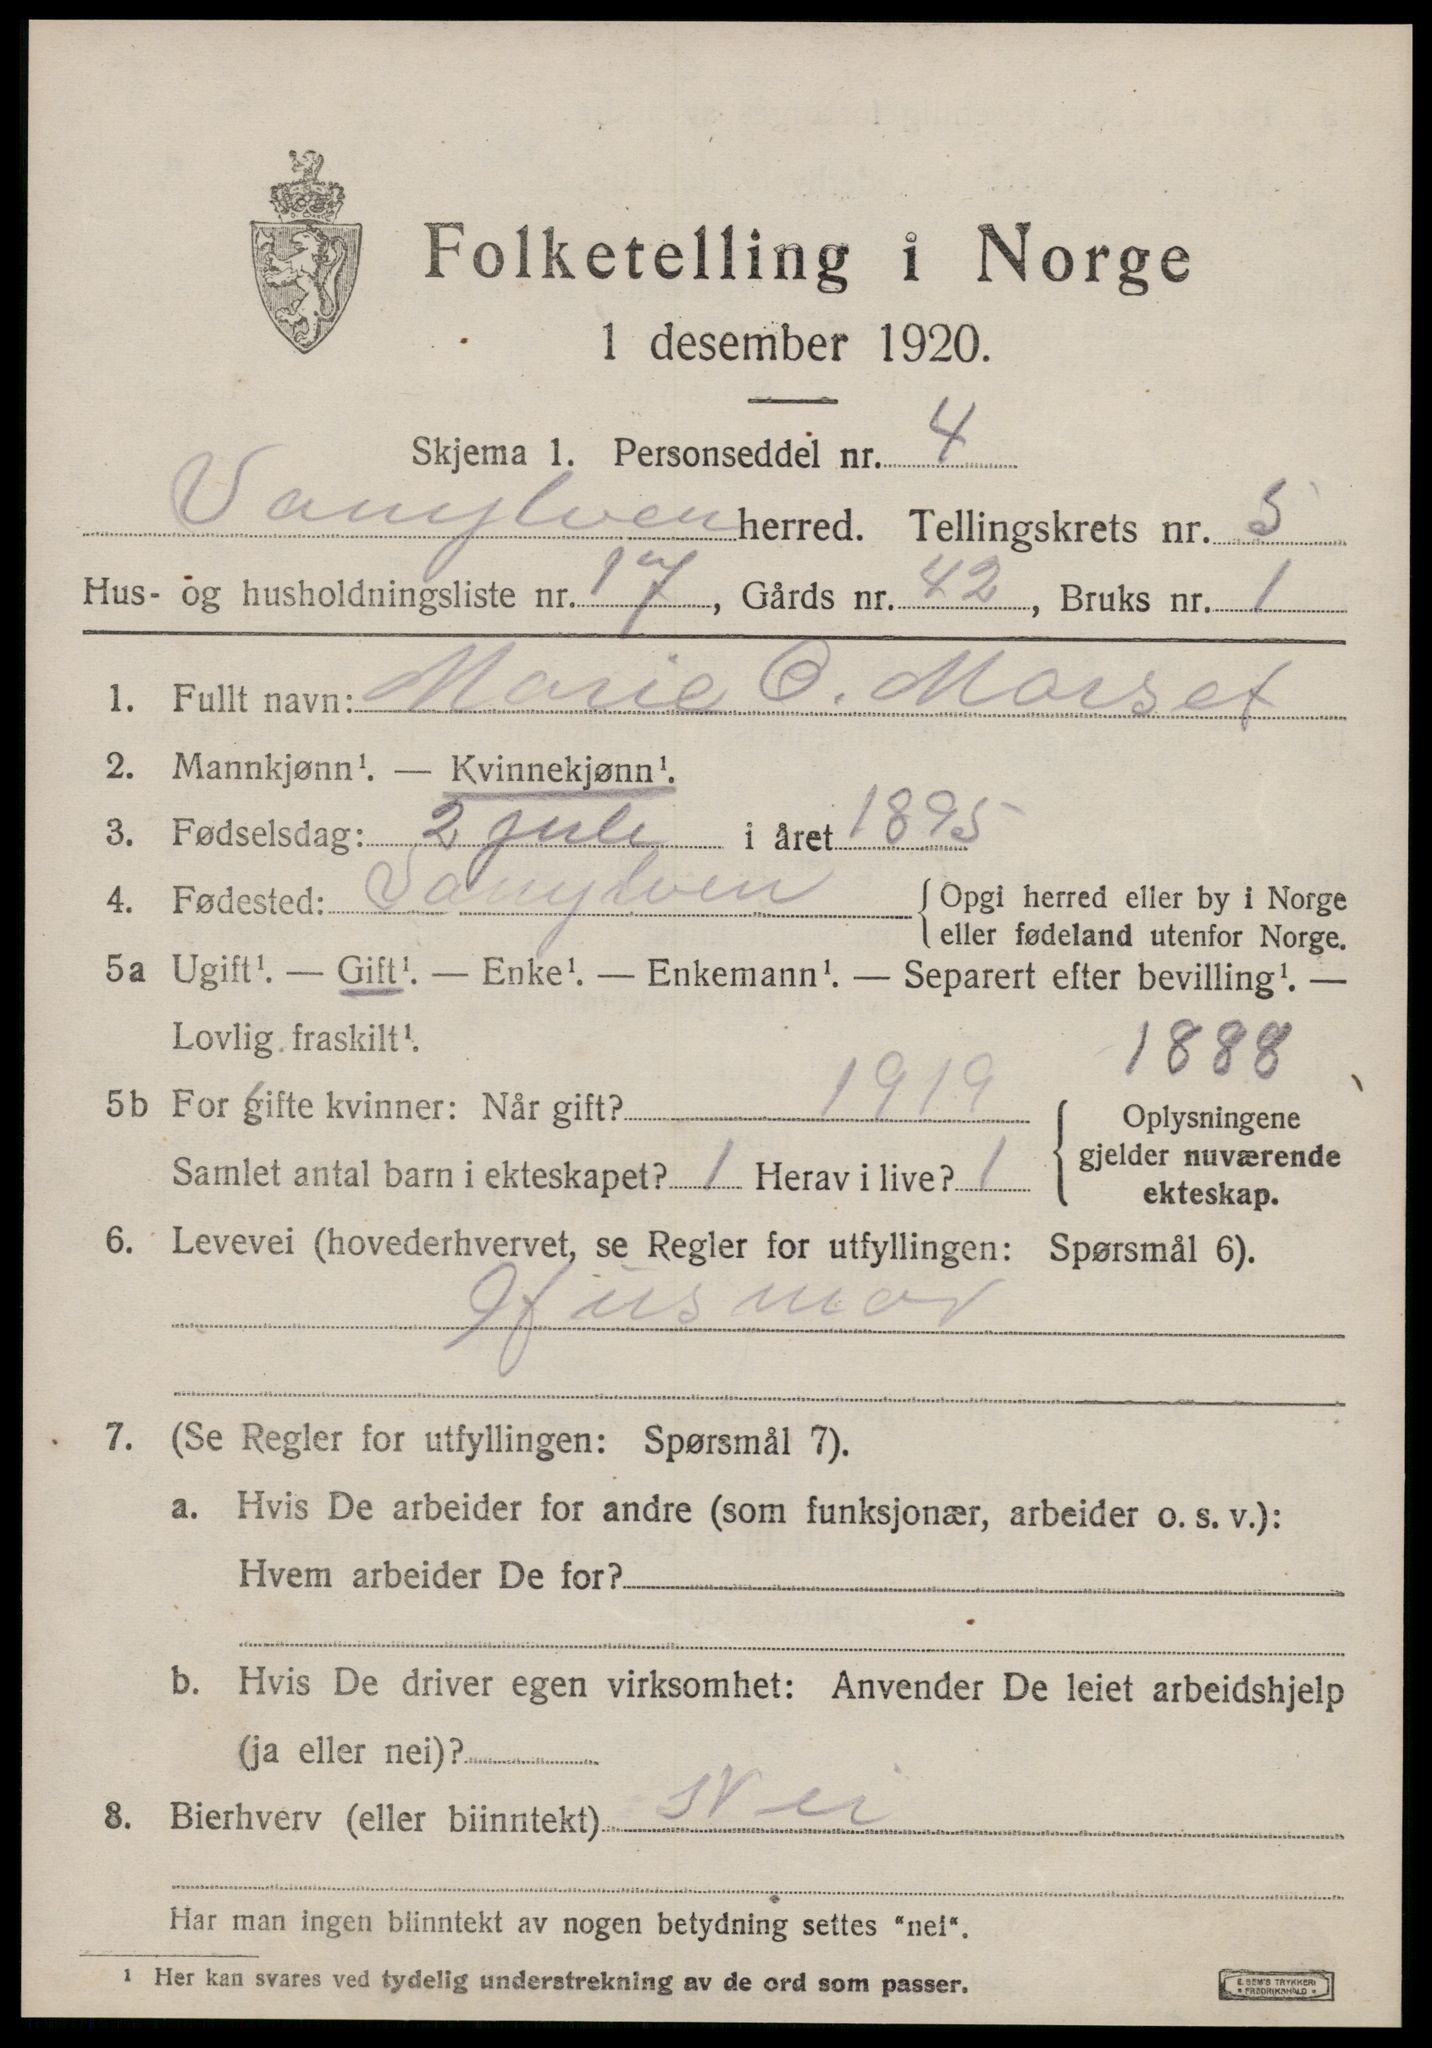 Folketelling i Norge
1 desember 1920.
Skjema 1. Personseddel nr. 4
Vanylven herred. Tellingskrets nr. 5
Hus- og husholdningsliste nr. 17, Gårds nr. 42, Bruks nr. 1
1. Fullt navn: Marie O. Morset
2. Mannkjønn¹. — Kvinnekjønn¹.
3. Fødselsdag: 2 juli i året 1895
4. Fødested: Vanylven { Opgi herred eller by i Norge
eller fødeland utenfor Norge.
5a Ugift¹. — Gift¹. — Enke¹. — Enkemann¹. — Separert efter bevilling¹. —
Lovlig fraskilt¹. 1888
5b For gifte kvinner: Når gift? 1919
Samlet antal barn i ekteskapet? 1 Herav i live? 1
{ Oplysningene
gjelder nuværende
ekteskap.
6. Levevei (hovederhvervet, se Regler for utfyllingen: Spørsmål 6).
Husmor
7. (Se Regler for utfyllingen: Spørsmål 7).
a. Hvis De arbeider for andre (som funksjonær, arbeider o. s. v.):
Hvem arbeider De for?
b. Hvis De driver egen virksomhet: Anvender De leiet arbeidshjelp
(ja eller nei)?
8. Bierhverv (eller biinntekt) Nei
Har man ingen biinntekt av nogen betydning settes "nei".
¹ Her kan svares ved tydelig understrekning av de ord som passer.
E. SEM'S TRYKKERI
FREDRIKSHALD